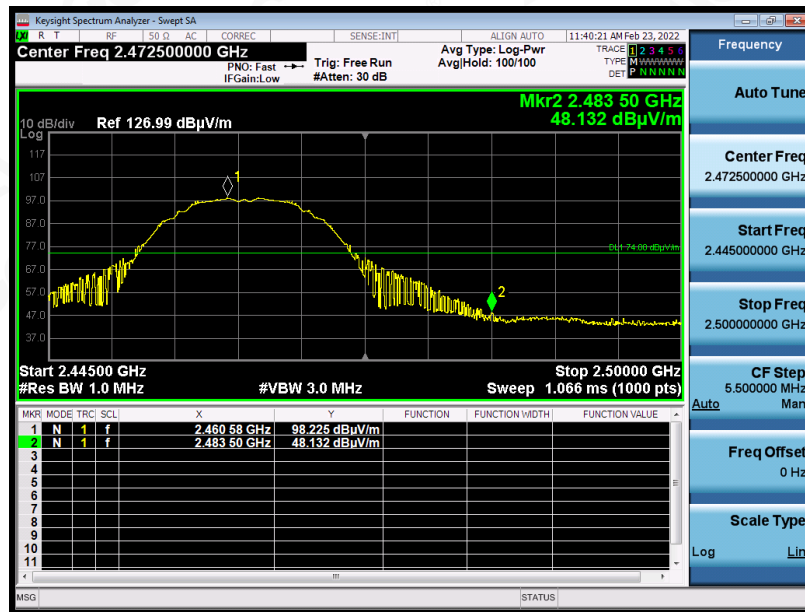 Keysight Spectrum Analyzer - Swept SA
LXI R T RF 50 Ω AC CORREC SENSE:INT ALIGN AUTO 11:40:21 AM Feb 23, 2022
Center Freq 2.472500000 GHz
PNO: Fast
IFGain:Low
Trig: Free Run
#Atten: 30 dB
Avg Type: Log-Pwr
Avg|Hold: 100/100
TRACE 1 2 3 4 5 6
TYPE M WWWWW
DET P N N N N N
Frequency
Mkr2 2.483 50 GHz
48.132 dBµV/m
10 dB/div Ref 126.99 dBµV/m
Log
117
107
97.0
87.0
77.0
67.0
57.0
47.0
37.0
1
2
DL1 74.00 dBµV/m
Start 2.44500 GHz Stop 2.50000 GHz
#Res BW 1.0 MHz #VBW 3.0 MHz Sweep 1.066 ms (1000 pts)
MKR MODE TRC SCL X Y FUNCTION FUNCTION WIDTH FUNCTION VALUE
1 N 1 f 2.460 58 GHz 98.225 dBµV/m
2 N 1 f 2.483 50 GHz 48.132 dBµV/m
3
4
5
6
7
8
9
10
11
MSG STATUS
Auto Tune
Center Freq
2.472500000 GHz
Start Freq
2.445000000 GHz
Stop Freq
2.500000000 GHz
CF Step
5.500000 MHz
Auto Man
Freq Offset
0 Hz
Scale Type
Log Lin